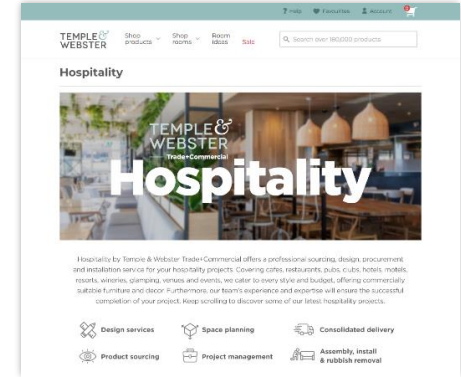 ? Help Favourites Account
TEMPLE & WEBSTER
Shop products
Shop rooms
Room ideas
Sale
Search over 180,000 products
Hospitality
TEMPLE & WEBSTER
Trade+Commercial
Hospitality
Hospitality by Temple & Webster Trade+Commercial offers a professional sourcing, design, procurement
and installation service for your hospitality projects. Covering cafes, restaurants, pubs, clubs, hotels, motels,
resorts, wineries, glamping, venues and events, we cater to every style and budget, offering commercially
suitable furniture and decor. Furthermore, our team's experience and expertise will ensure the successful
completion of your project. Keep scrolling to discover some of our latest hospitality projects.
Design services
Space planning
Consolidated delivery
Product sourcing
Project management
Assembly, install
& rubbish removal